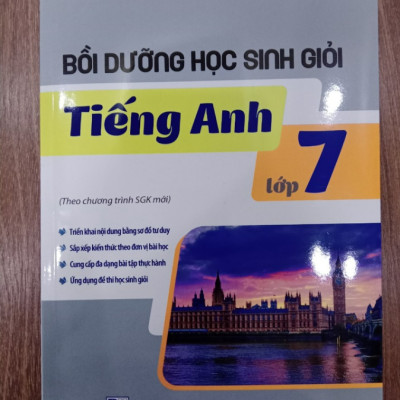 BỒI DƯỠNG HỌC SINH GIỎI
Tiếng Anh
lớp 7
(Theo chương trình SGK mới)
Triển khai nội dung bằng sơ đồ tư duy
Sắp xếp kiến thức theo đơn vị bài học
Cung cấp đa dạng bài tập thực hành
Ứng dụng để thi học sinh giỏi